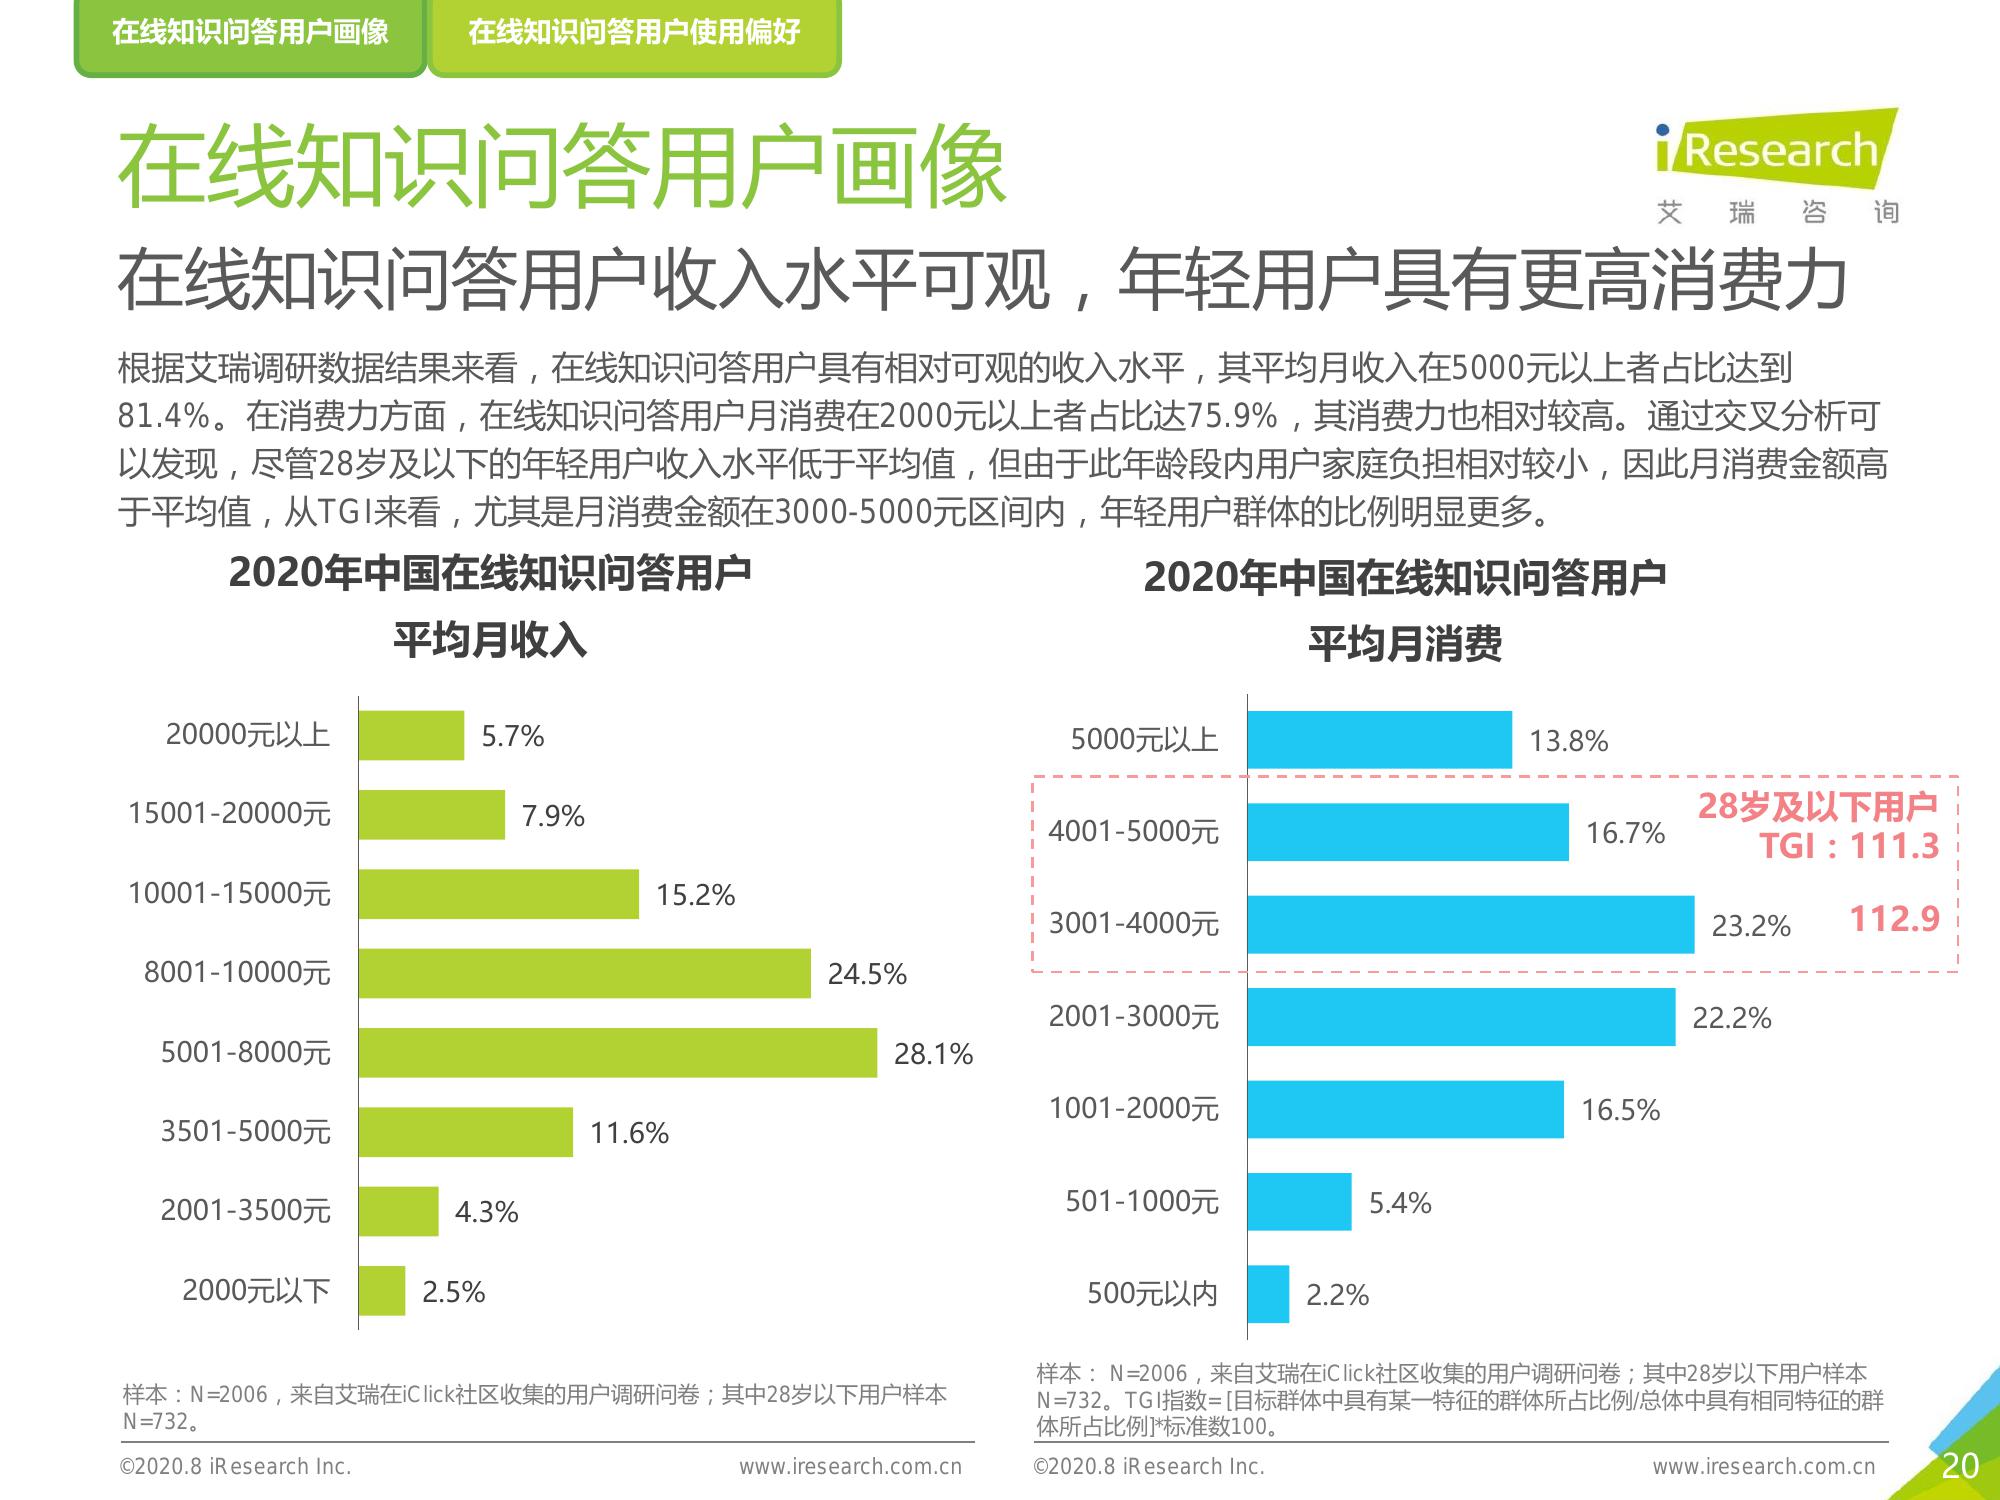 在线知识问答用户画像
在线知识问答用户使用偏好
在线知识问答用户画像
iResearch
艾瑞咨询
在线知识问答用户收入水平可观，年轻用户具有更高消费力
根据艾瑞调研数据结果来看，在线知识问答用户具有相对可观的收入水平，其平均月收入在5000元以上者占比达到
81.4%。在消费力方面，在线知识问答用户月消费在2000元以上者占比达75.9%，其消费力也相对较高。通过交叉分析可
以发现，尽管28岁及以下的年轻用户收入水平低于平均值，但由于此年龄段内用户家庭负担相对较小，因此月消费金额高
于平均值，从TGI来看，尤其是月消费金额在3000-5000元区间内，年轻用户群体的比例明显更多。
2020年中国在线知识问答用户
平均月收入
20000元以上 5.7%
15001-20000元 7.9%
10001-15000元 15.2%
8001-10000元 24.5%
5001-8000元 28.1%
3501-5000元 11.6%
2001-3500元 4.3%
2000元以下 2.5%
样本：N=2006，来自艾瑞在iClick社区收集的用户调研问卷；其中28岁以下用户样本
N=732。
©2020.8 iResearch Inc. www.iresearch.com.cn
2020年中国在线知识问答用户
平均月消费
5000元以上 13.8%
28岁及以下用户
4001-5000元 16.7% TGI：111.3
3001-4000元 23.2% 112.9
2001-3000元 22.2%
1001-2000元 16.5%
501-1000元 5.4%
500元以内 2.2%
样本： N=2006，来自艾瑞在iClick社区收集的用户调研问卷；其中28岁以下用户样本
N=732。TGI指数= [目标群体中具有某一特征的群体所占比例/总体中具有相同特征的群
体所占比例]*标准数100。
©2020.8 iResearch Inc. www.iresearch.com.cn
20